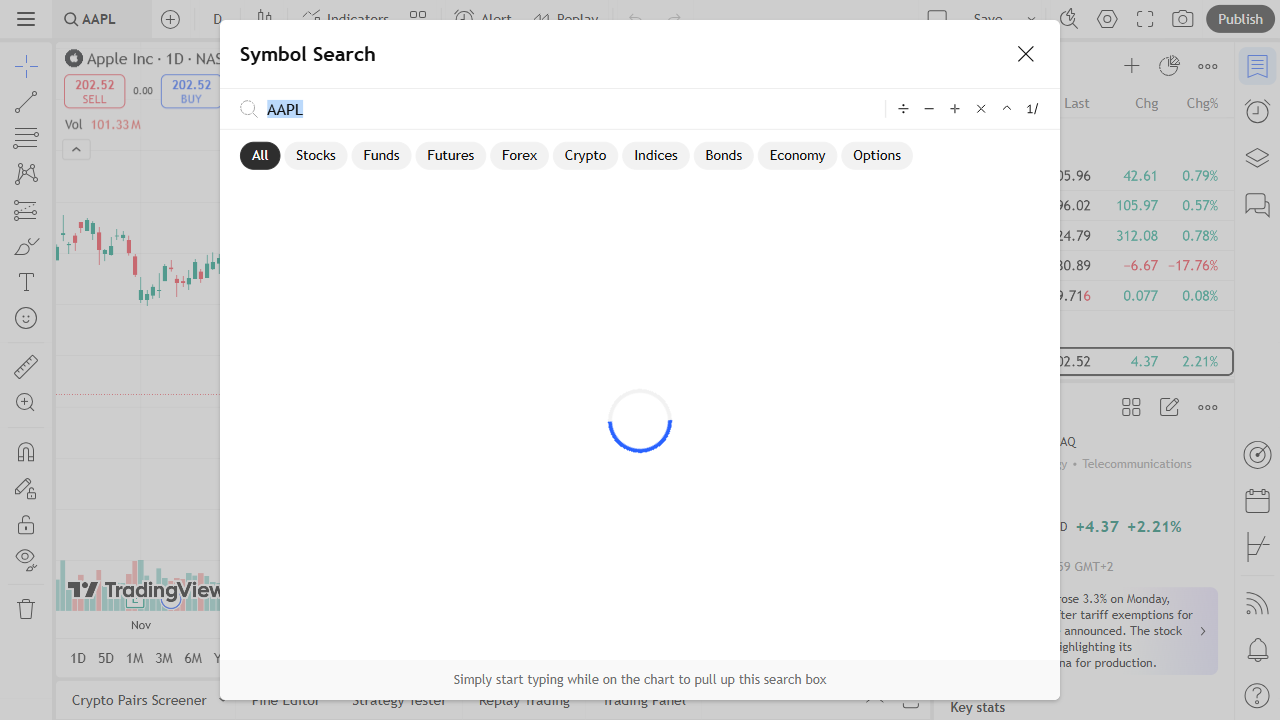 AAPL
D
Indicators
Alert
Replay
Save
Publish
Symbol Search
AAPL
1/
All
Stocks
Funds
Futures
Forex
Crypto
Indices
Bonds
Economy
Options
Simply start typing while on the chart to pull up this search box
Apple Inc · 1D · NAS
202.52
SELL
0.00
202.52
BUY
Vol 101.33 M
TradingView
Nov
1D 5D 1M 3M 6M Y
Crypto Pairs Screener
Pine Editor
Strategy Tester
Replay Trading
Trading Panel
Last Chg Chg%
05.96 42.61 0.79%
96.02 105.97 0.57%
24.79 312.08 0.78%
30.89 −6.67 −17.76%
9.716 0.077 0.08%
02.52 4.37 2.21%
AQ
y • Telecommunications
D +4.37 +2.21%
59 GMT+2
rose 3.3% on Monday,
ter tariff exemptions for
announced. The stock
ghlighting its
na for production.
Key stats